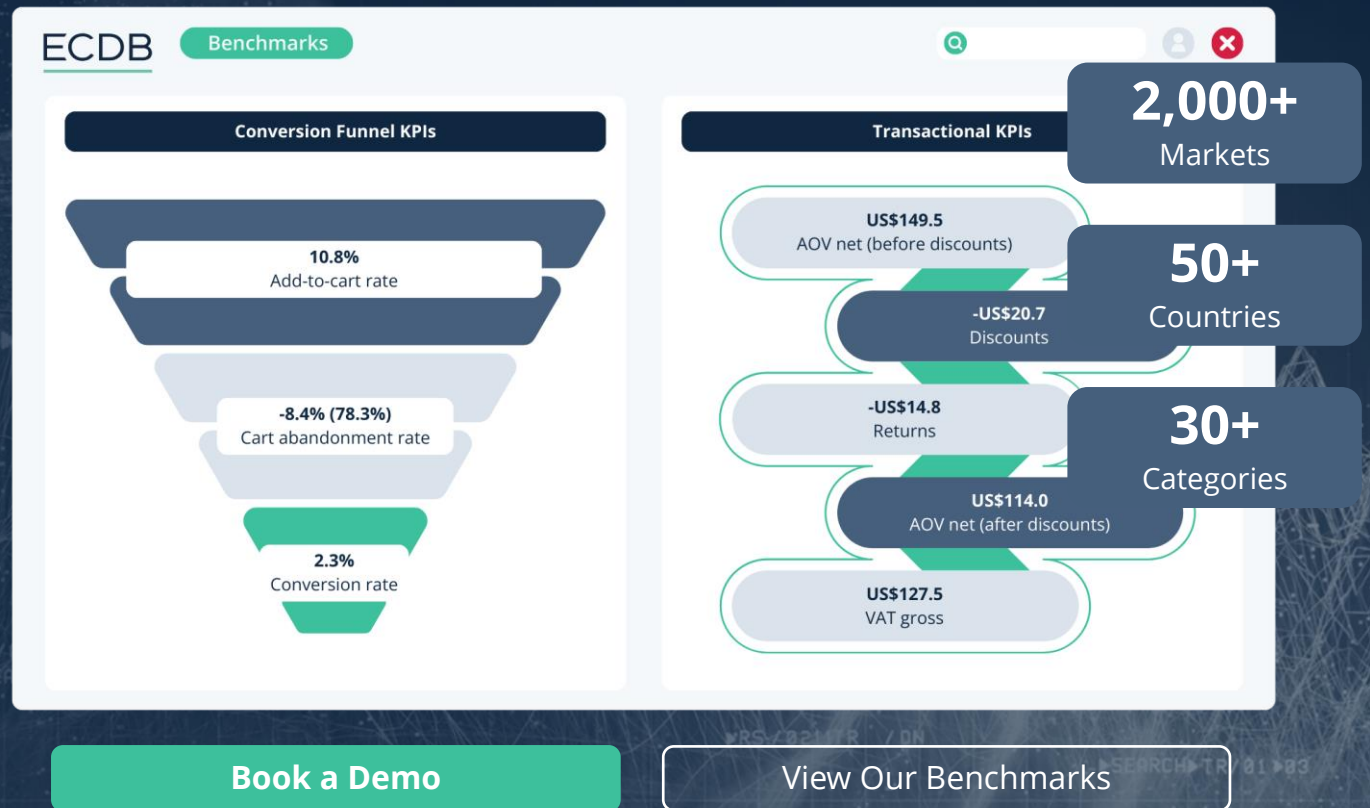 ECDB
Benchmarks
Conversion Funnel KPIs
10.8%
Add-to-cart rate
-8.4% (78.3%)
Cart abandonment rate
2.3%
Conversion rate
Transactional KPIs
US$149.5
AOV net (before discounts)
-US$20.7
Discounts
-US$14.8
Returns
US$114.0
AOV net (after discounts)
US$127.5
VAT gross
2,000+
Markets
50+
Countries
30+
Categories
Book a Demo
View Our Benchmarks